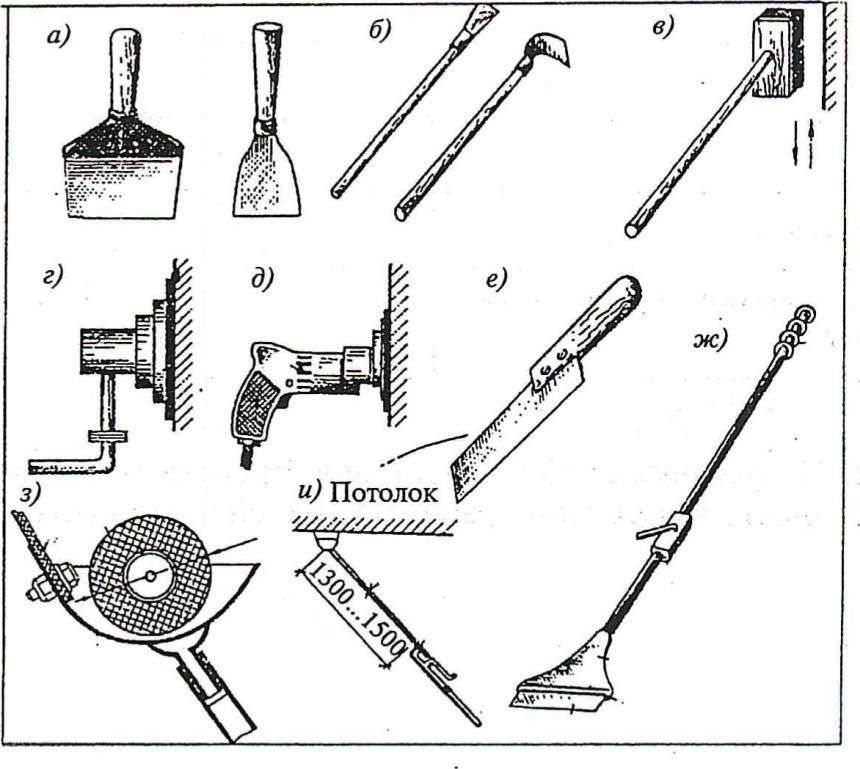 а)
б)
в)
г)
д)
е)
ж)
з)
и) Потолок
1300...1500